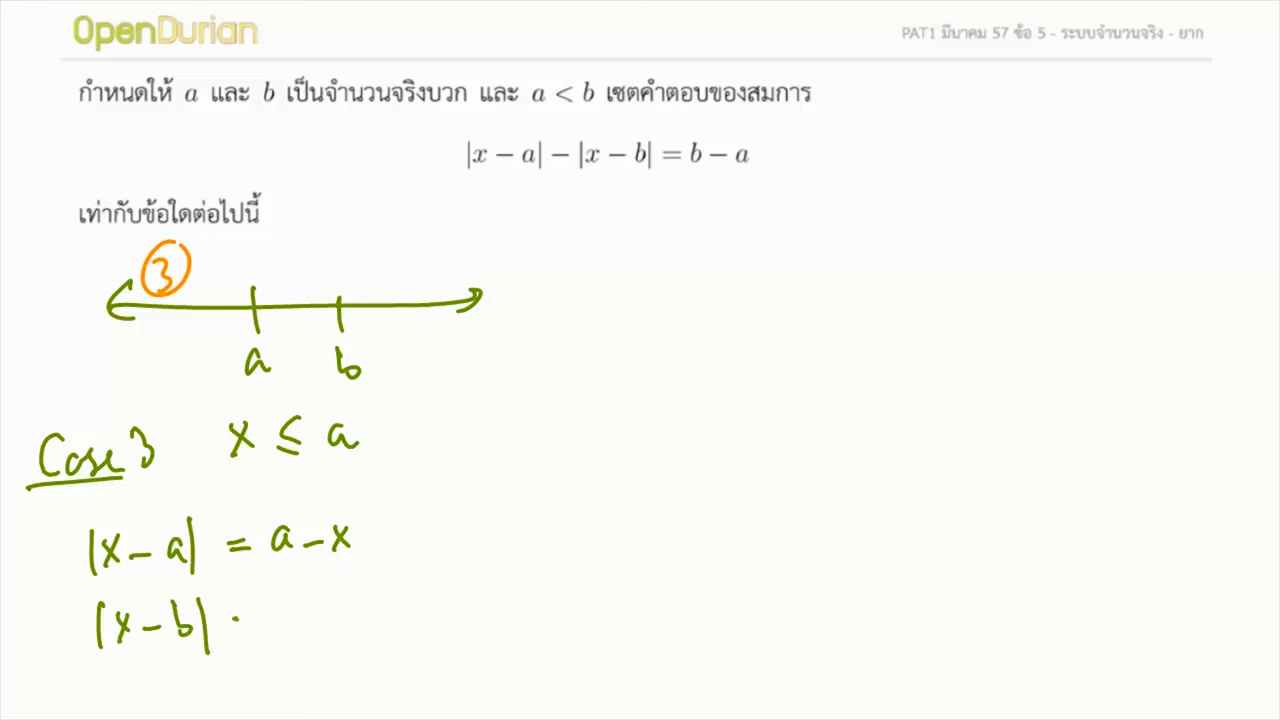 OpenDurian
PAT1 มีนาคม 57 ข้อ 5 - ระบบจำนวนจริง - ยาก
กำหนดให้ a และ b เป็นจำนวนจริงบวก และ a < b เซตคำตอบของสมการ
|x − a| − |x − b| = b − a
เท่ากับข้อใดต่อไปนี้
3
a b
Case 3 x ≤ a
|x − a| = a − x
|x − b|